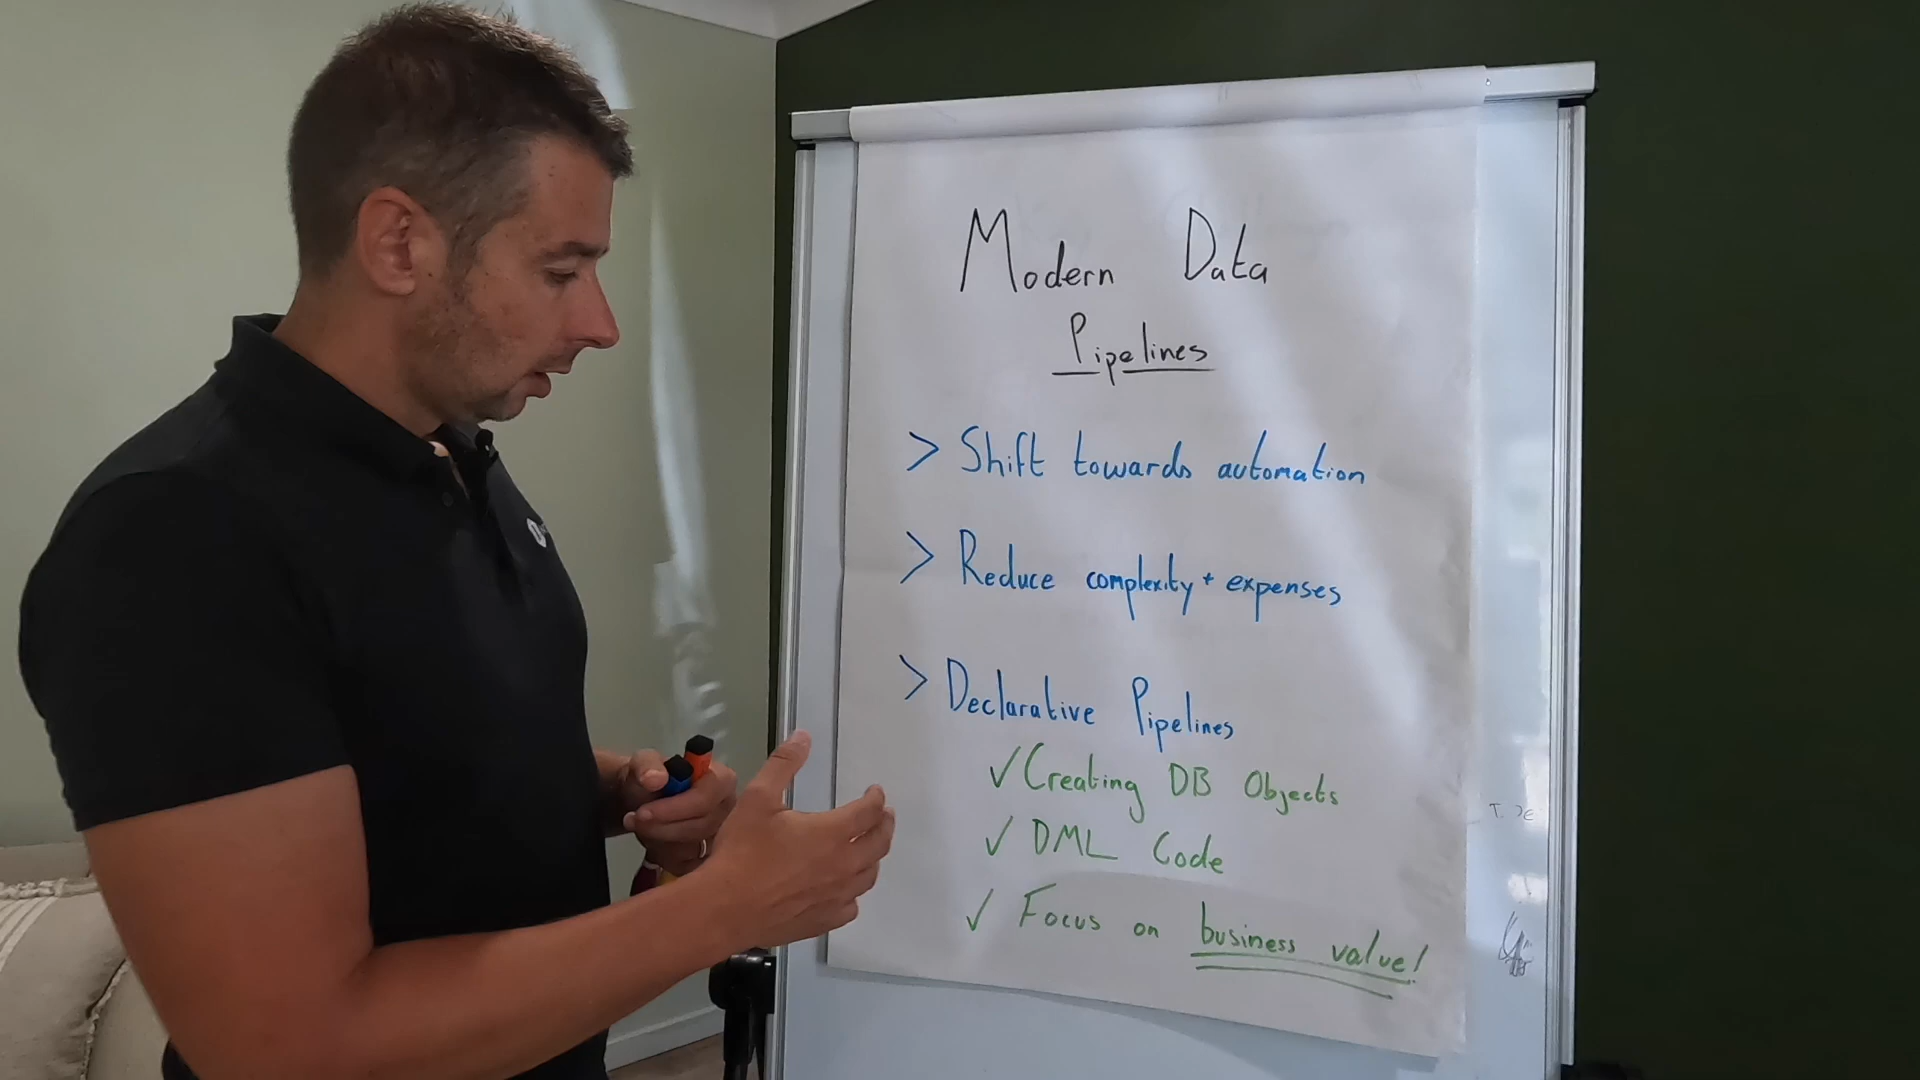 Modern Data
Pipelines
> Shift towards automation
> Reduce complexity + expenses
> Declarative Pipelines
✓ Creating DB Objects
✓ DML Code
✓ Focus on business value!